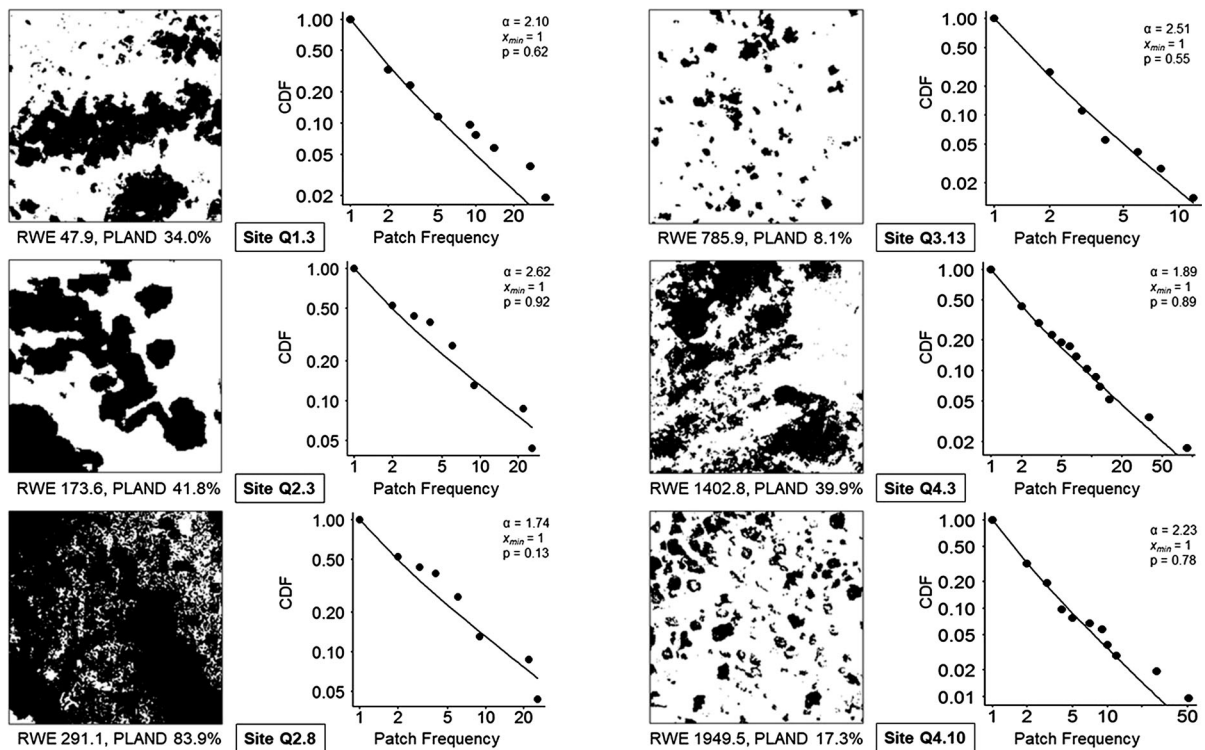 1.00
0.50
0.20
0.10
0.05
0.02
CDF
1 2 5 10 20
Patch Frequency
α = 2.10
xmin = 1
p = 0.62
RWE 47.9, PLAND 34.0%
Site Q1.3
1.00
0.50
0.20
0.10
0.05
0.02
CDF
1 2 5 10
Patch Frequency
α = 2.51
xmin = 1
p = 0.55
RWE 785.9, PLAND 8.1%
Site Q3.13
1.00
0.50
0.20
0.10
0.05
CDF
1 2 5 10 20
Patch Frequency
α = 2.62
xmin = 1
p = 0.92
RWE 173.6, PLAND 41.8%
Site Q2.3
1.00
0.50
0.20
0.10
0.05
0.02
CDF
1 2 5 20 50
Patch Frequency
α = 1.89
xmin = 1
p = 0.89
RWE 1402.8, PLAND 39.9%
Site Q4.3
1.00
0.50
0.20
0.10
0.05
CDF
1 2 5 10 20
Patch Frequency
α = 1.74
xmin = 1
p = 0.13
RWE 291.1, PLAND 83.9%
Site Q2.8
1.00
0.50
0.20
0.10
0.05
0.02
0.01
CDF
1 2 5 10 50
Patch Frequency
α = 2.23
xmin = 1
p = 0.78
RWE 1949.5, PLAND 17.3%
Site Q4.10